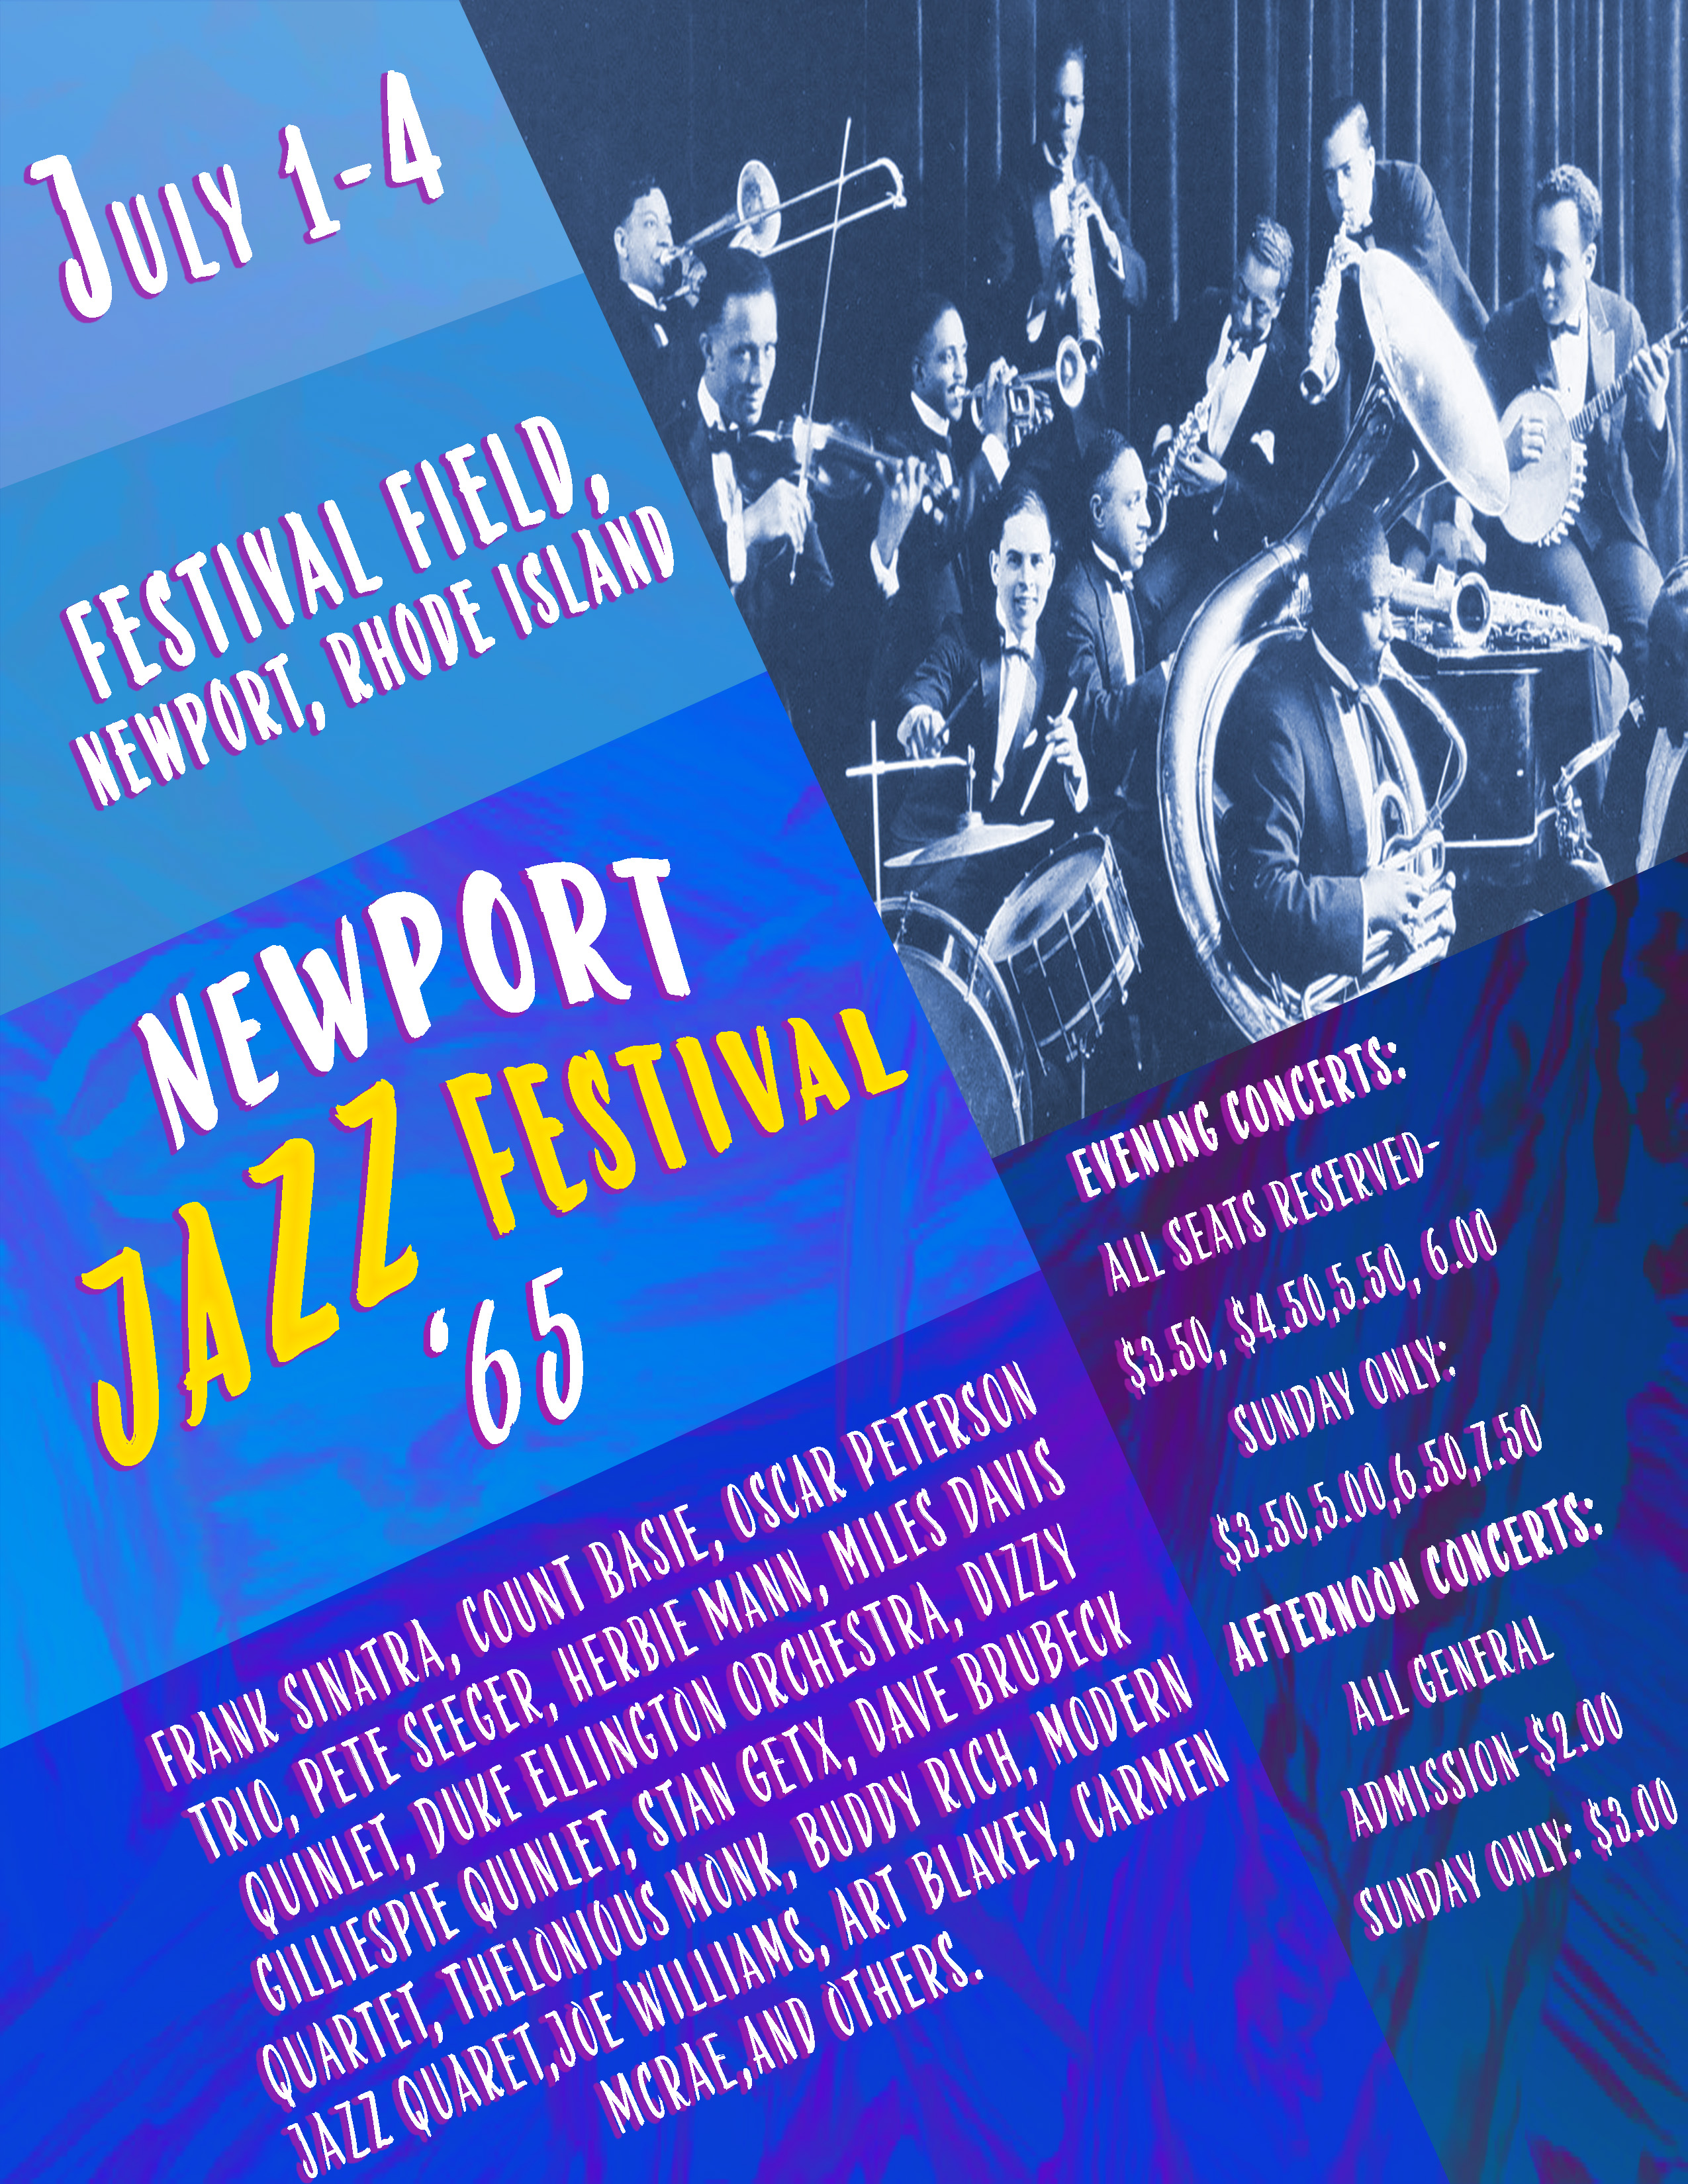 July 1-4
FESTIVAL FIELD,
NEWPORT, RHODE ISLAND
NEWPORT
JAZZ FESTIVAL
'65
FRANK SINATRA, COUNT BASIE, OSCAR PETERSON
TRIO, PETE SEEGER, HERBIE MANN, MILES DAVIS
QUINLET, DUKE ELLINGTON ORCHESTRA, DIZZY
GILLIESPIE QUINLET, STAN GETX, DAVE BRUBECK
QUARTET, THELONIOUS MONK, BUDDY RICH, MODERN
JAZZ QUARET,JOE WILLIAMS, ART BLAKEY, CARMEN
MCRAE,AND OTHERS.
EVENING CONCERTS:
ALL SEATS RESERVED-
$3.50, $4.50,5.50, 6.00
SUNDAY ONLY:
$3.50,5.00,6.50,7.50
AFTERNOON CONCERTS:
ALL GENERAL
ADMISSION-$2.00
SUNDAY ONLY: $3.00